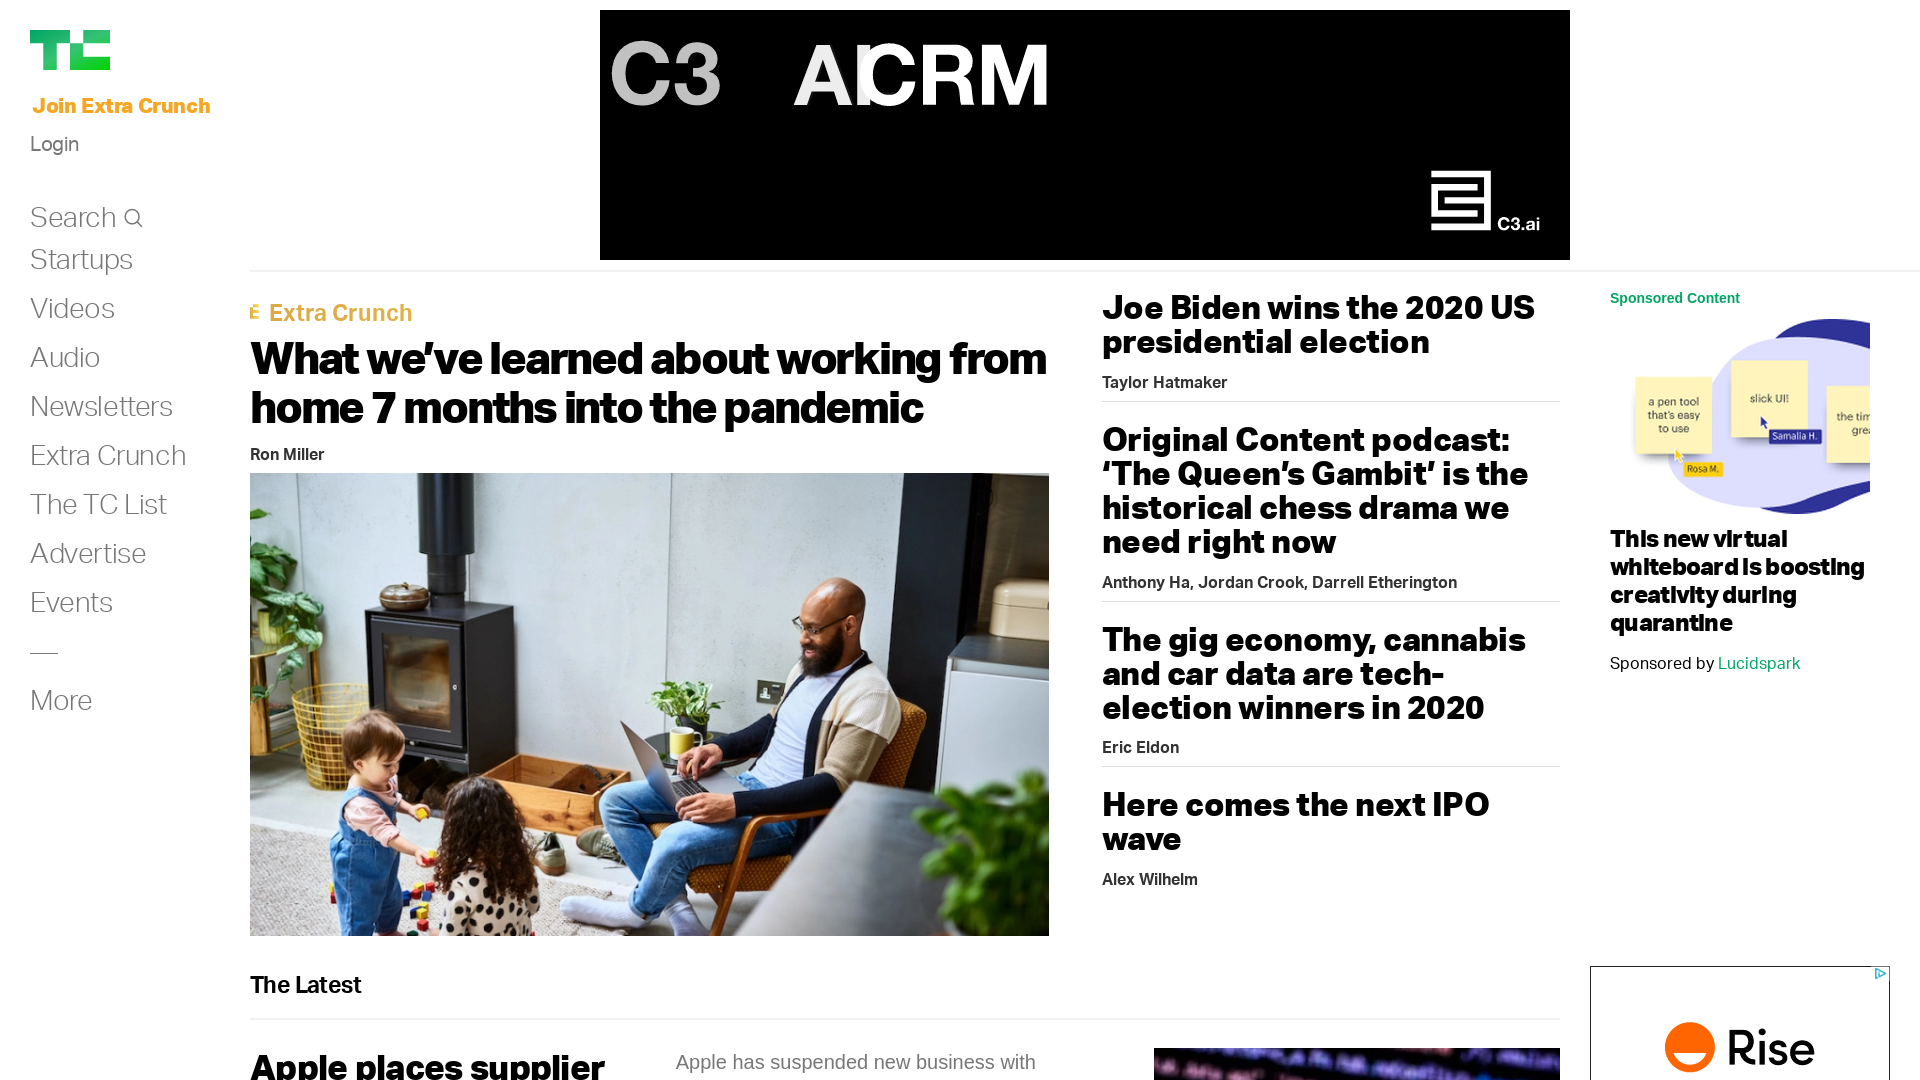 TC
Join Extra Crunch
Login
Search
Startups
Videos
Audio
Newsletters
Extra Crunch
The TC List
Advertise
Events
More
C3 AI CRM
C3.ai
Extra Crunch
What we’ve learned about working from
home 7 months into the pandemic
Ron Miller
Joe Biden wins the 2020 US
presidential election
Taylor Hatmaker
Original Content podcast:
‘The Queen’s Gambit’ is the
historical chess drama we
need right now
Anthony Ha, Jordan Crook, Darrell Etherington
The gig economy, cannabis
and car data are tech-
election winners in 2020
Eric Eldon
Here comes the next IPO
wave
Alex Wilhelm
Sponsored Content
a pen tool
that's easy
to use
slick UI!
Samalla H.
Rosa M.
This new virtual
whiteboard is boosting
creativity during
quarantine
Sponsored by Lucidspark
The Latest
Apple places supplier
Apple has suspended new business with
Rise